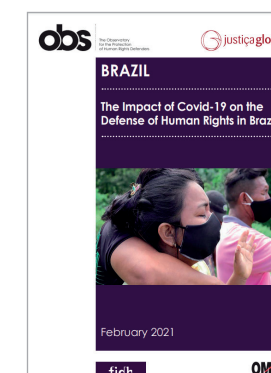 obs
The Observatory
for the Protection
of Human Rights Defenders
justiça glo
BRAZIL
The Impact of Covid-19 on the
Defense of Human Rights in Braz
February 2021
fidh
OM